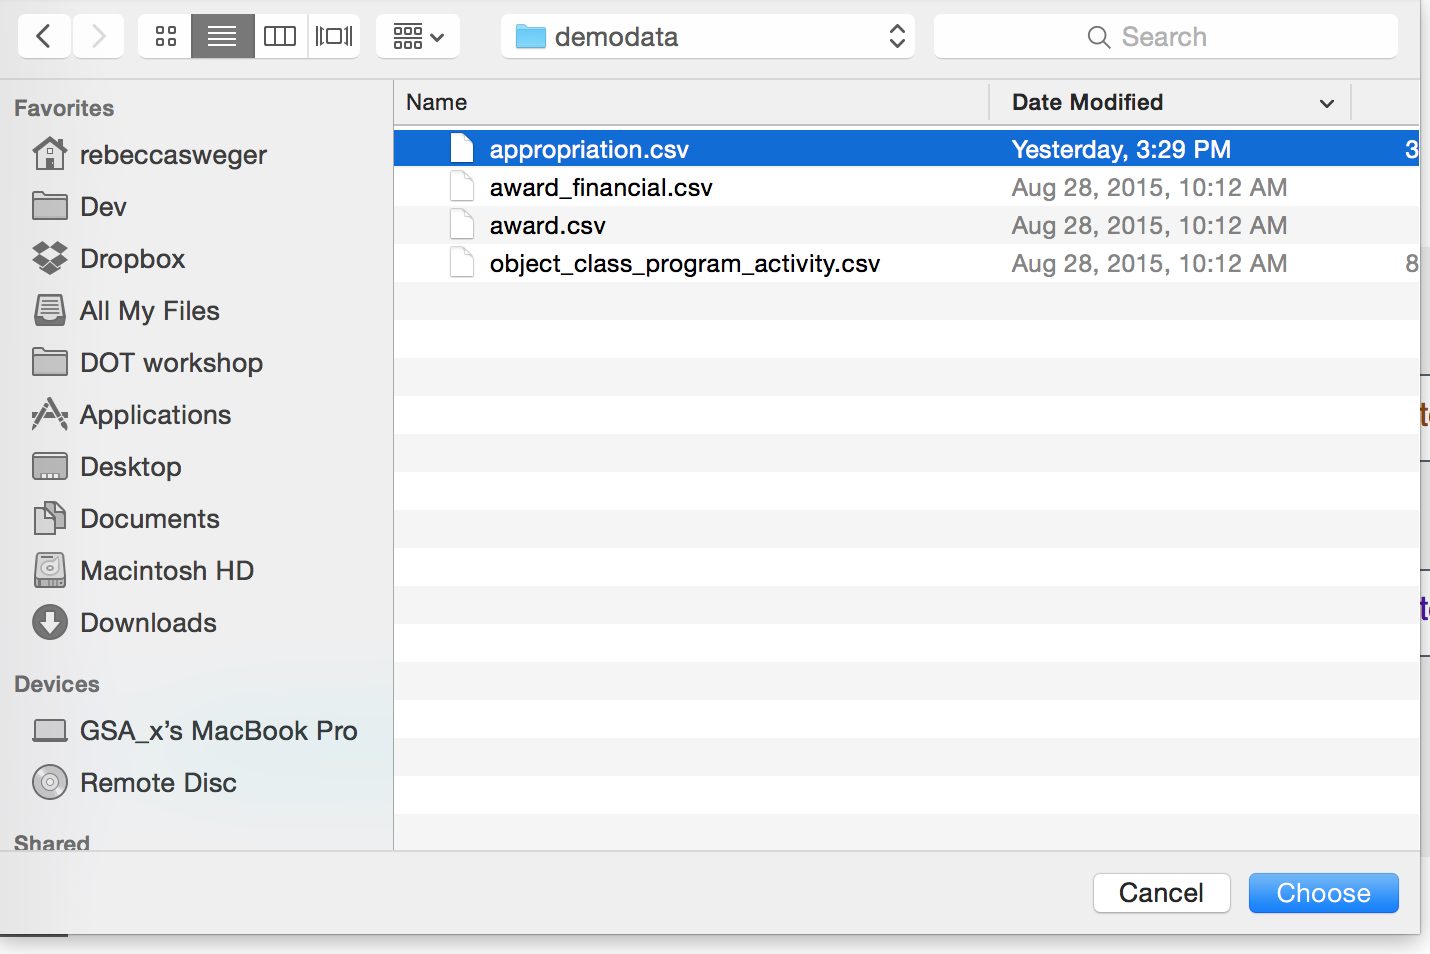 demodata
Search
Favorites
rebeccasweger
Dev
Dropbox
All My Files
DOT workshop
Applications
Desktop
Documents
Macintosh HD
Downloads
Devices
GSA_x’s MacBook Pro
Remote Disc
Shared
Name Date Modified
appropriation.csv Yesterday, 3:29 PM 3
award_financial.csv Aug 28, 2015, 10:12 AM
award.csv Aug 28, 2015, 10:12 AM
object_class_program_activity.csv Aug 28, 2015, 10:12 AM 8
Cancel Choose